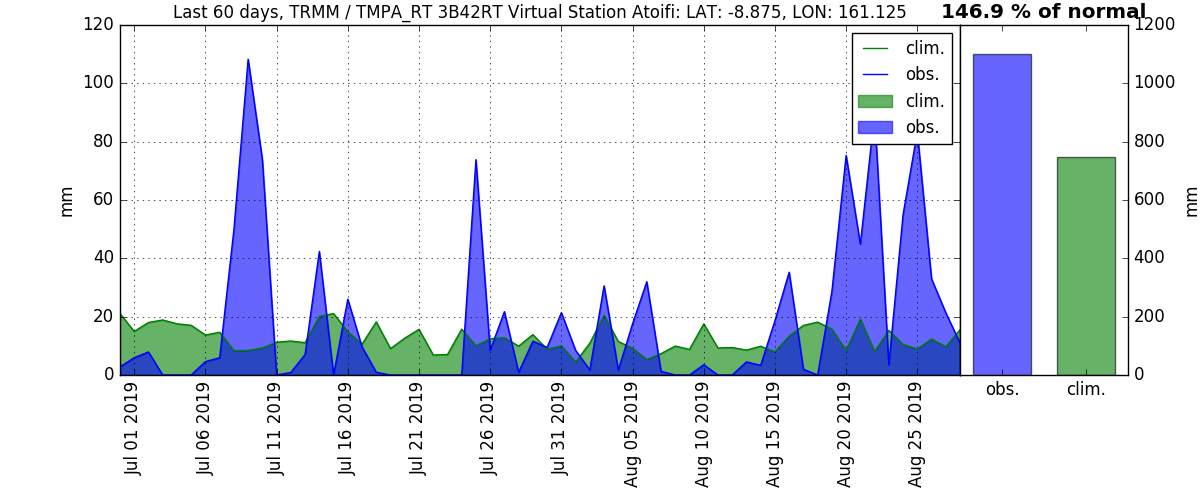 Last 60 days, TRMM / TMPA_RT 3B42RT Virtual Station Atoifi: LAT: -8.875, LON: 161.125
146.9 % of normal
120
100
80
60
40
20
0
mm
clim.
obs.
clim.
obs.
1200
1000
800
600
400
200
0
mm
Jul 01 2019
Jul 06 2019
Jul 11 2019
Jul 16 2019
Jul 21 2019
Jul 26 2019
Jul 31 2019
Aug 05 2019
Aug 10 2019
Aug 15 2019
Aug 20 2019
Aug 25 2019
obs.
clim.